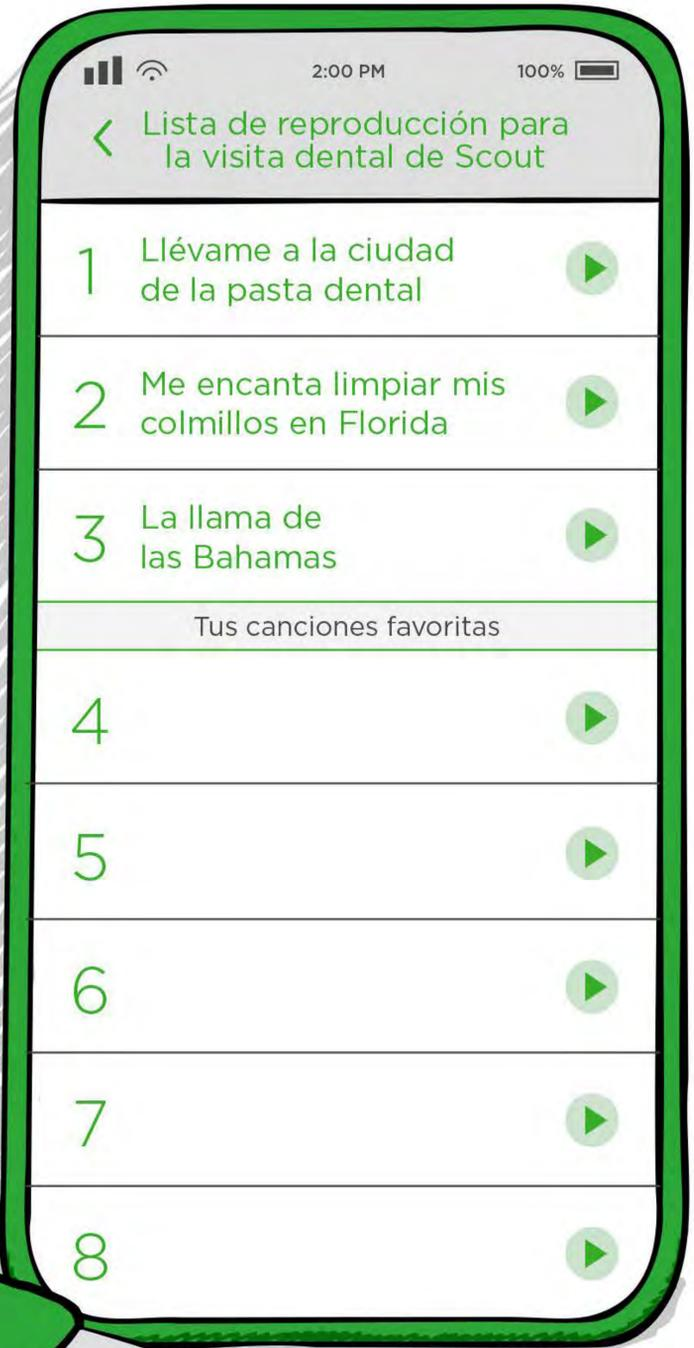 2:00 PM 100%
Lista de reproducción para
la visita dental de Scout
1 Llévame a la ciudad
de la pasta dental
2 Me encanta limpiar mis
colmillos en Florida
3 La llama de
las Bahamas
Tus canciones favoritas
4
5
6
7
8